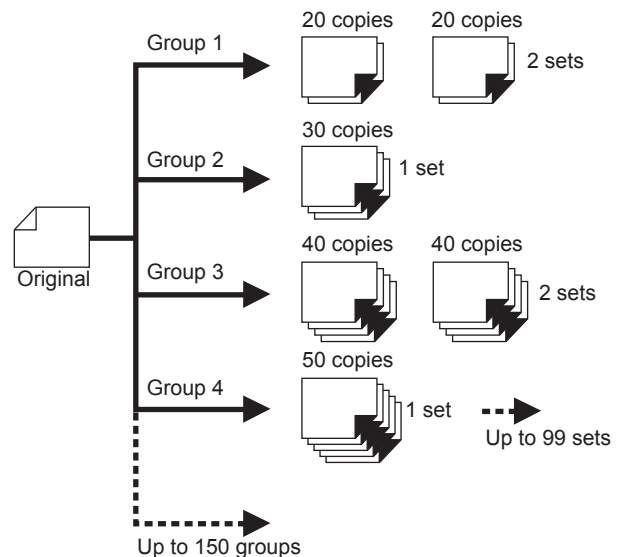 20 copies 20 copies
Group 1
2 sets
30 copies
Group 2
1 set
Original
40 copies 40 copies
Group 3
2 sets
50 copies
Group 4
1 set
Up to 99 sets
Up to 150 groups